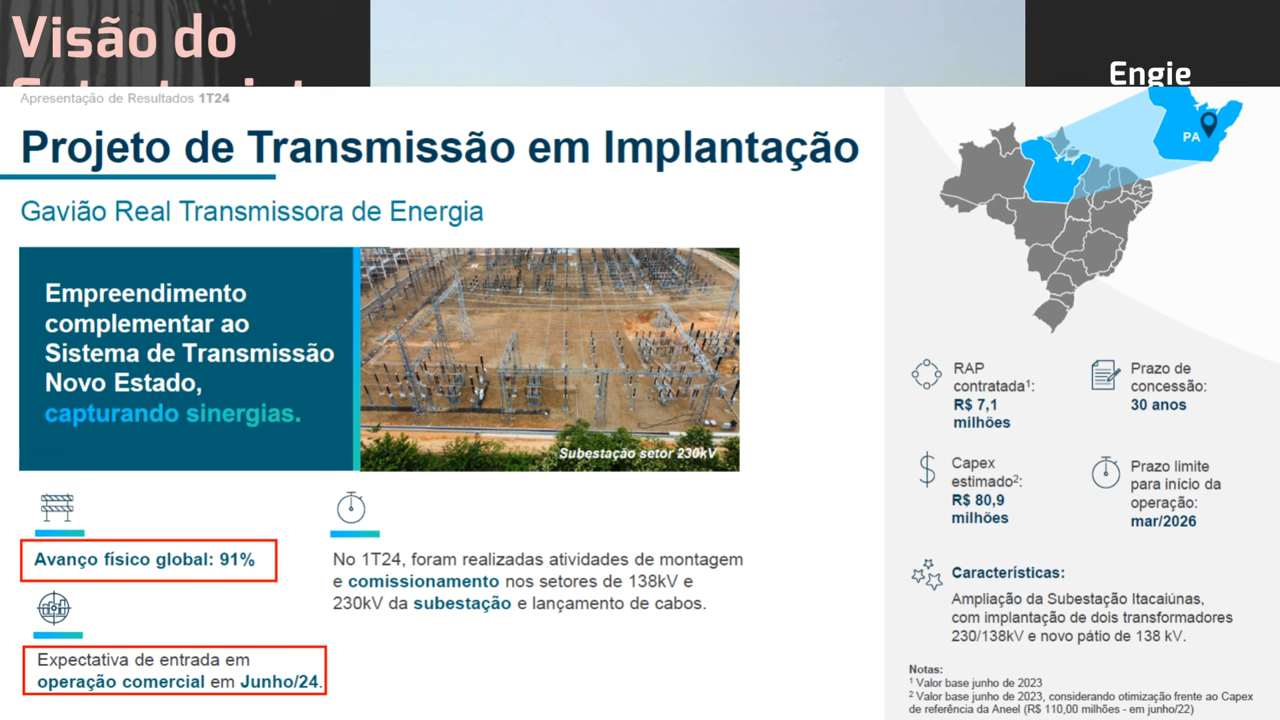 Visão do
Engie
Apresentação de Resultados 1T24
Projeto de Transmissão em Implantação
Gavião Real Transmissora de Energia
Empreendimento
complementar ao
Sistema de Transmissão
Novo Estado,
capturando sinergias.
Subestação setor 230kV
Avanço físico global: 91%
Expectativa de entrada em
operação comercial em Junho/24.
No 1T24, foram realizadas atividades de montagem
e comissionamento nos setores de 138kV e
230kV da subestação e lançamento de cabos.
PA
RAP
contratada¹:
R$ 7,1
milhões
Prazo de
concessão:
30 anos
Capex
estimado²:
R$ 80,9
milhões
Prazo limite
para início da
operação:
mar/2026
Características:
Ampliação da Subestação Itacaiúnas,
com implantação de dois transformadores
230/138kV e novo pátio de 138 kV.
Notas:
¹ Valor base junho de 2023
² Valor base junho de 2023, considerando otimização frente ao Capex
de referência da Aneel (R$ 110,00 milhões - em junho/22)